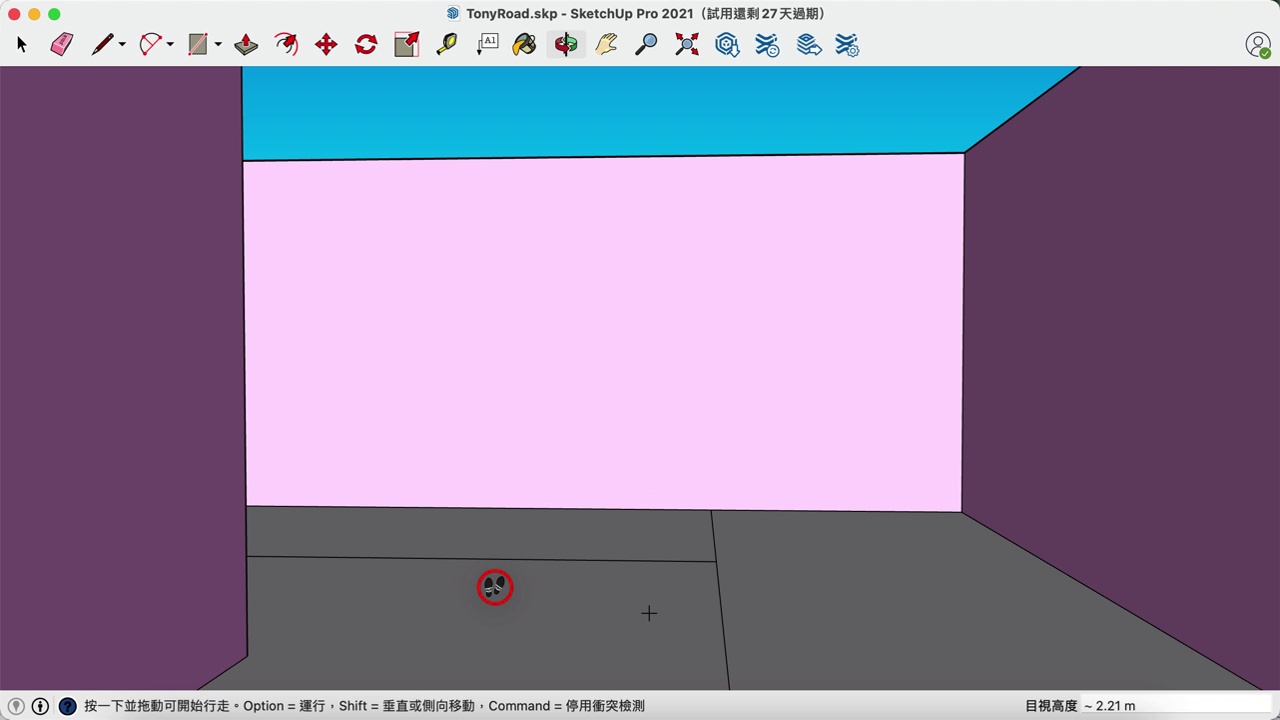 TonyRoad.skp - SketchUp Pro 2021（試用還剩 27 天過期）
A1
按一下並拖動可開始行走。Option = 運行，Shift = 垂直或側向移動，Command = 停用衝突檢測
目視高度 ~ 2.21 m